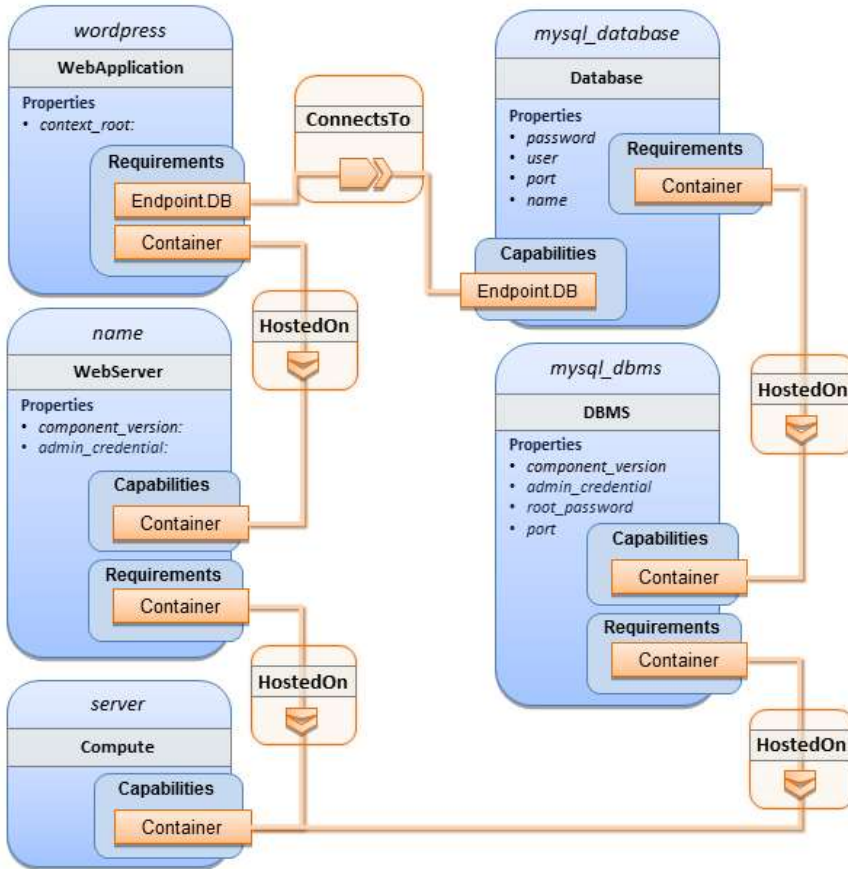 wordpress
WebApplication
Properties
• context_root:
Requirements
Endpoint.DB
Container
ConnectsTo
mysql_database
Database
Properties
• password
• user
• port
• name
Requirements
Container
Capabilities
Endpoint.DB
HostedOn
name
WebServer
Properties
• component_version:
• admin_credential:
Capabilities
Container
Requirements
Container
mysql_dbms
DBMS
Properties
• component_version
• admin_credential
• root_password
• port
Capabilities
Container
Requirements
Container
HostedOn
HostedOn
server
Compute
Capabilities
Container
HostedOn